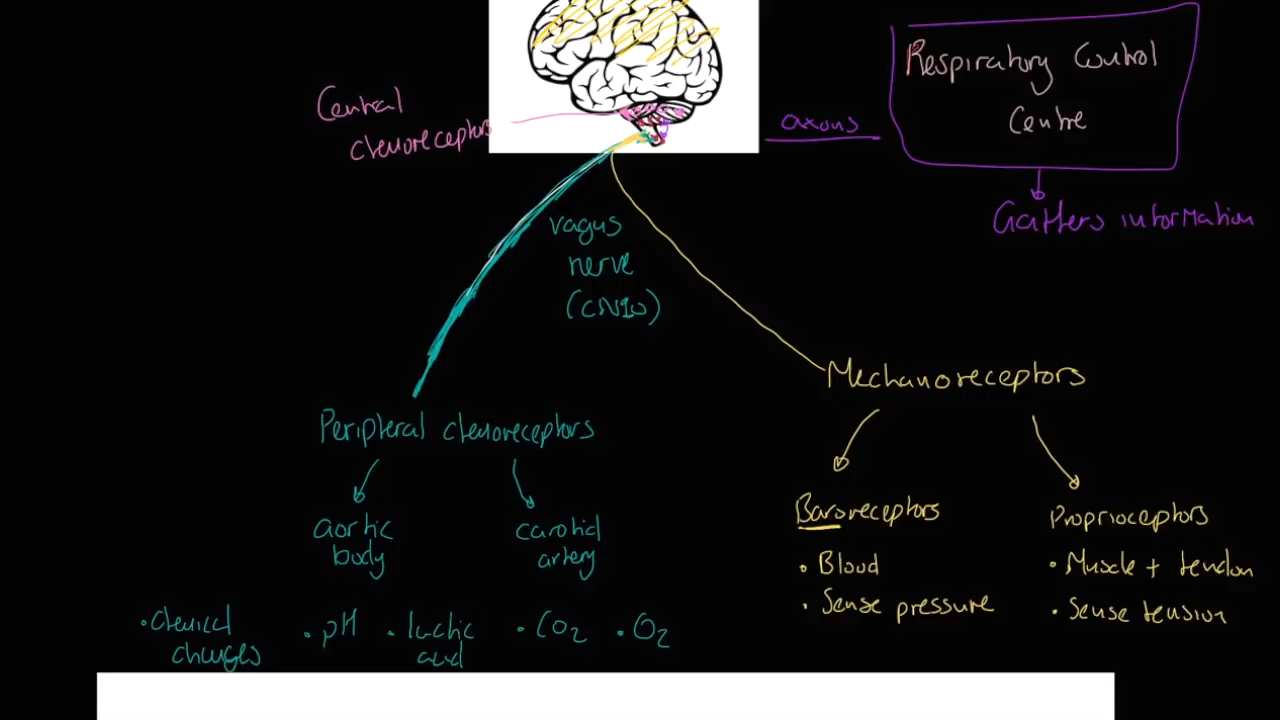 Respiratory Control
Centre
Central
chemoreceptors
axons
Gathers information
vagus
nerve
(CN10)
Mechanoreceptors
Peripheral chemoreceptors
Baroreceptors
Proprioceptors
aortic
body
carotid
artery
• Blood
• Sense pressure
• Muscle + tendon
• Sense tension
• Chemical
changes
• pH
• lactic
acid
• CO2
• O2